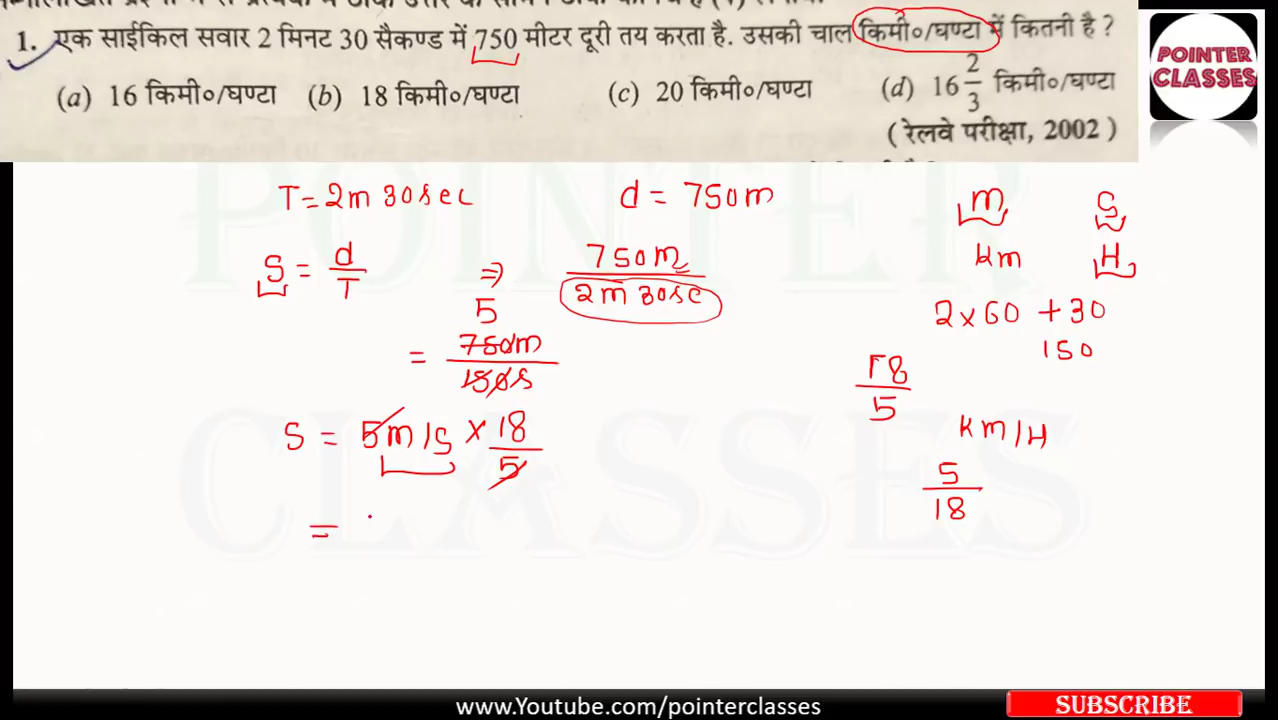 1. एक साईकिल सवार 2 मिनट 30 सैकण्ड में 750 मीटर दूरी तय करता है. उसकी चाल किमी०/घण्टा में कितनी है ?
(a) 16 किमी०/घण्टा (b) 18 किमी०/घण्टा (c) 20 किमी०/घण्टा (d) 16 2/3 किमी०/घण्टा
( रेलवे परीक्षा, 2002 )
POINTER
CLASSES
T = 2m 30sec d = 750m
m S
km H
S = d/T ⇒ 750m / 2m 30sec
2 x 60 + 30
150
5
= 750m / 150s
18/5
S = 5m/s × 18/5
km/H
5/18
=
POINTER
CLASSES
www.Youtube.com/pointerclasses
SUBSCRIBE